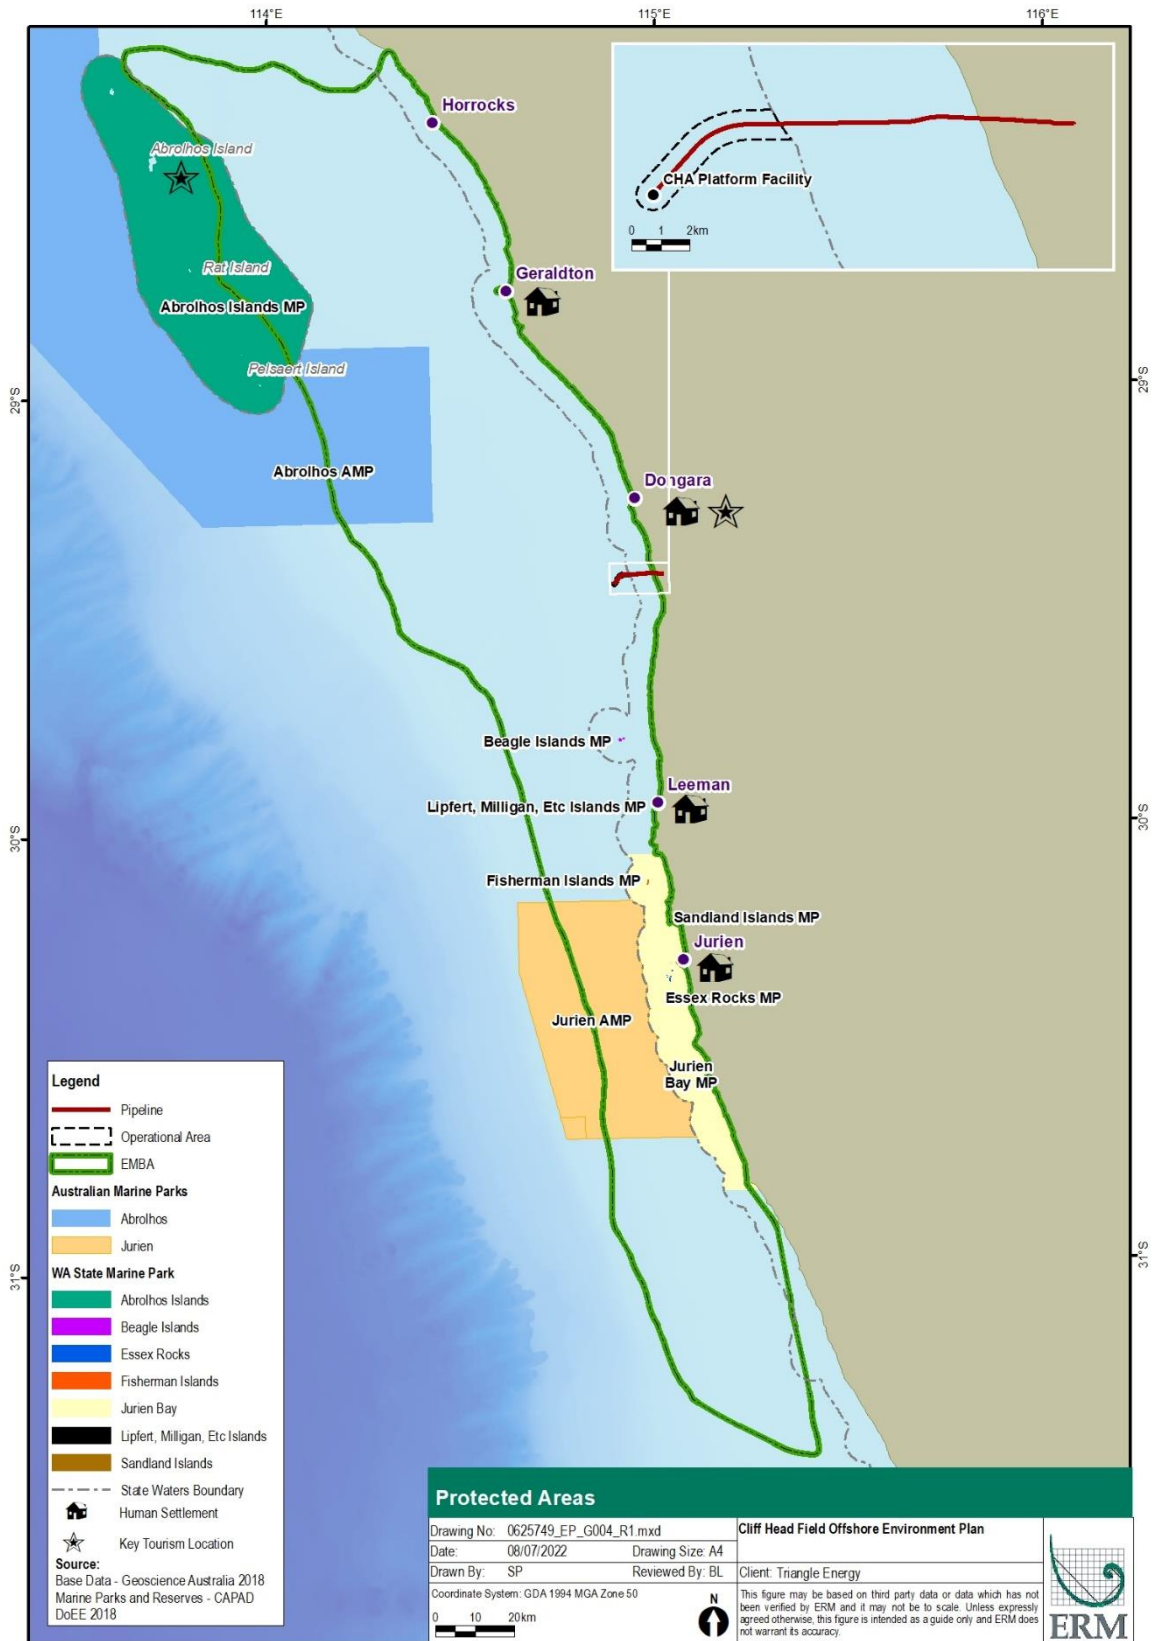 114°E
115°E
116°E
Horrocks
Abrolhos Island
CHA Platform Facility
0 1 2km
Rat Island
Geraldton
Abrolhos Islands MP
Pelsaert Island
29°S
29°S
Abrolhos AMP
Dongara
Beagle Islands MP
Leeman
Lipfert, Milligan, Etc Islands MP
30°S
30°S
Fisherman Islands MP
Sandland Islands MP
Jurien
Essex Rocks MP
Jurien AMP
Jurien
Bay MP
31°S
31°S
Legend
Pipeline
Operational Area
EMBA
Australian Marine Parks
Abrolhos
Jurien
WA State Marine Park
Abrolhos Islands
Beagle Islands
Essex Rocks
Fisherman Islands
Jurien Bay
Lipfert, Milligan, Etc Islands
Sandland Islands
State Waters Boundary
Human Settlement
Key Tourism Location
Source:
Base Data - Geoscience Australia 2018
Marine Parks and Reserves - CAPAD
DoEE 2018
Protected Areas
Drawing No: 0625749_EP_G004_R1.mxd
Date: 08/07/2022 Drawing Size: A4
Drawn By: SP Reviewed By: BL
Coordinate System: GDA 1994 MGA Zone 50
0 10 20km
N
Cliff Head Field Offshore Environment Plan
Client: Triangle Energy
This figure may be based on third party data or data which has not
been verified by ERM and it may not be to scale. Unless expressly
agreed otherwise, this figure is intended as a guide only and ERM does
not warrant its accuracy.
ERM